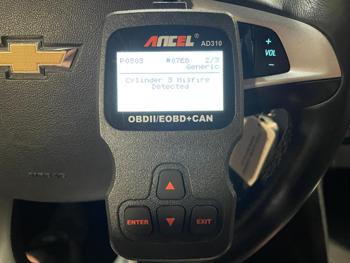 ANCEL
AD310
P0303 #07E8 2/3
Generic
Cylinder 3 Misfire
Detected
OBDII/EOBD+CAN
ENTER
EXIT
+
VOL
-